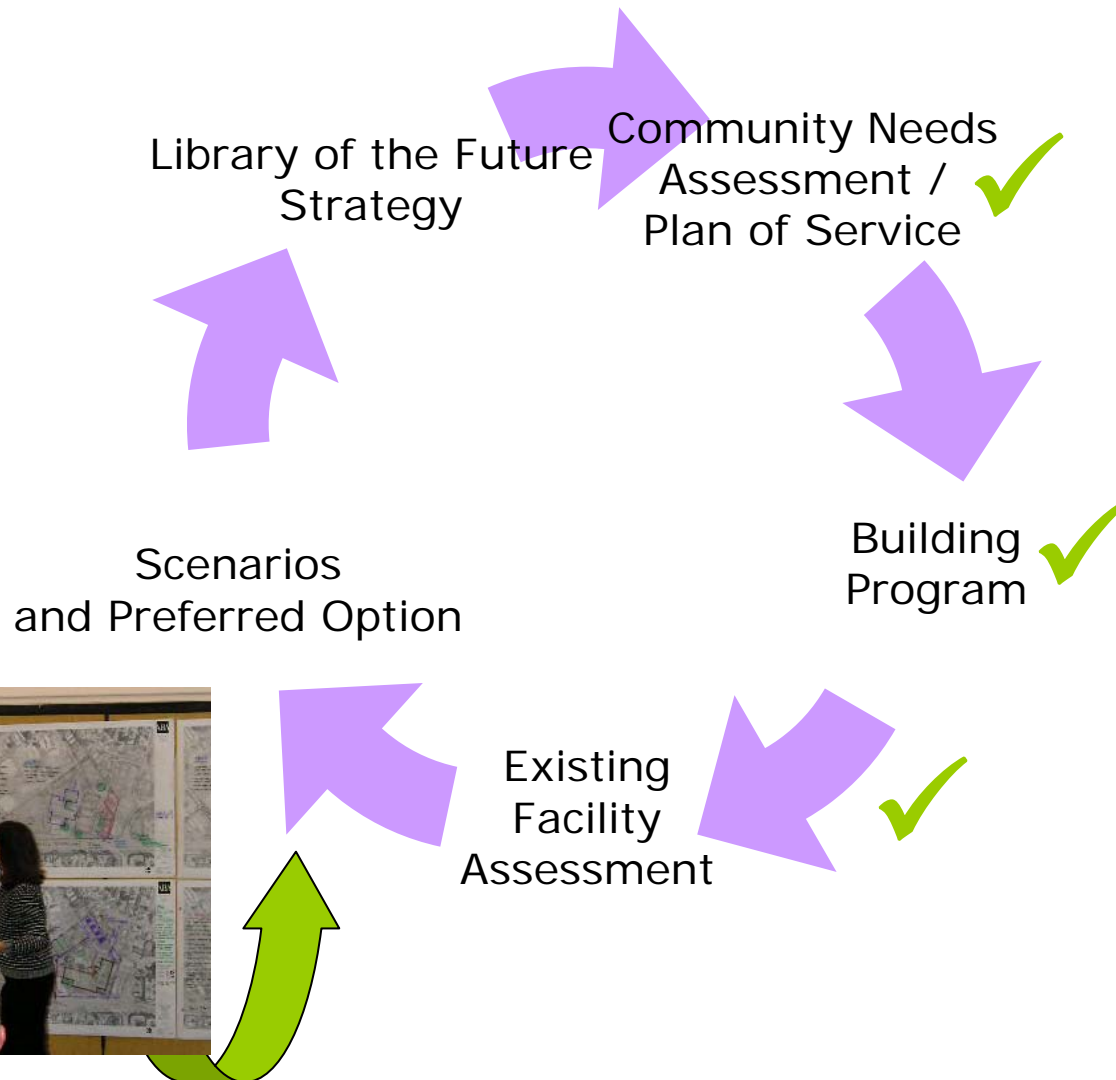 Library of the Future
Strategy
Community Needs
Assessment /
Plan of Service
Building
Program
Existing
Facility
Assessment
Scenarios
and Preferred Option